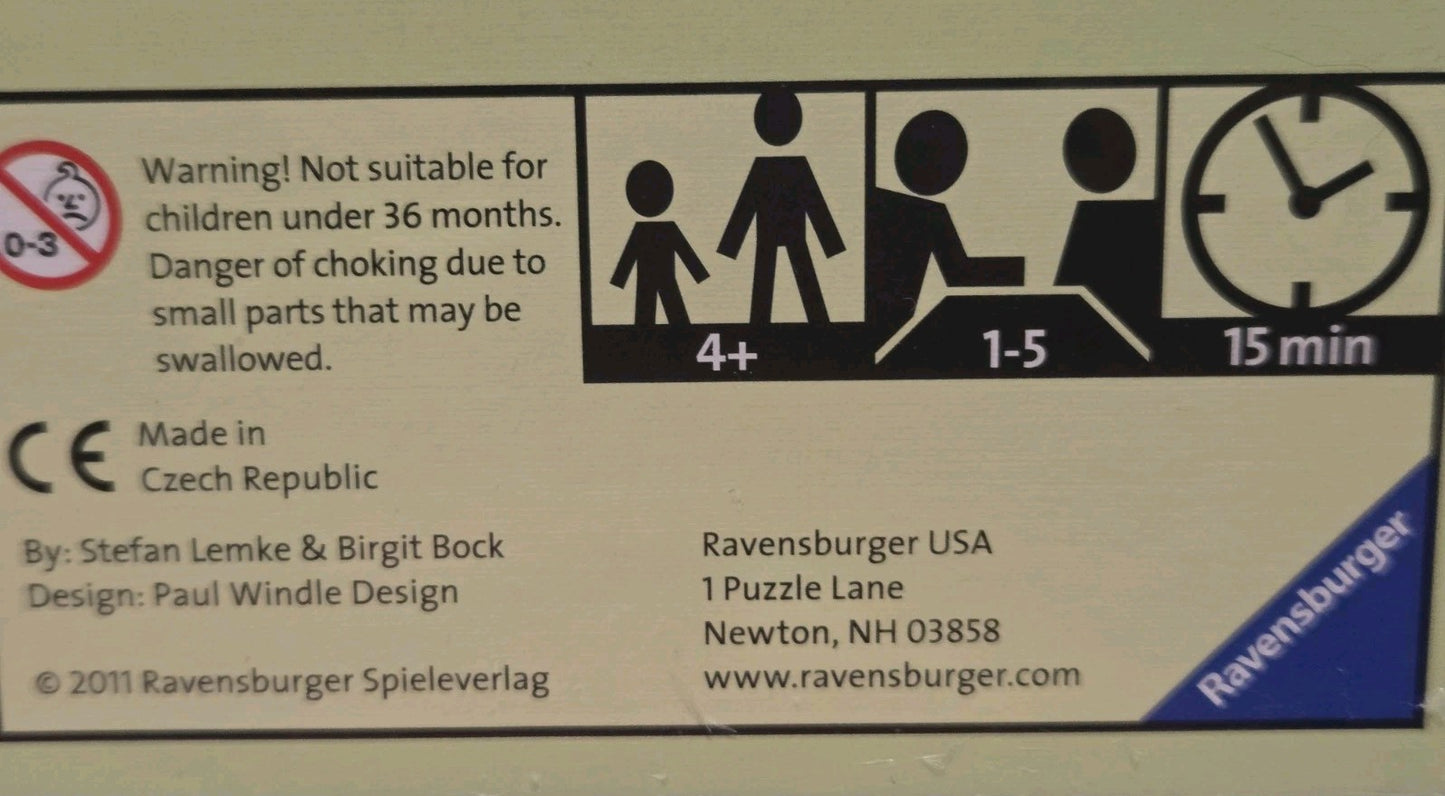 0-3
Warning! Not suitable for
children under 36 months.
Danger of choking due to
small parts that may be
swallowed.
4+
1-5
15 min
CE
Made in
Czech Republic
By: Stefan Lemke & Birgit Bock
Design: Paul Windle Design
© 2011 Ravensburger Spieleverlag
Ravensburger USA
1 Puzzle Lane
Newton, NH 03858
www.ravensburger.com
Ravensburger